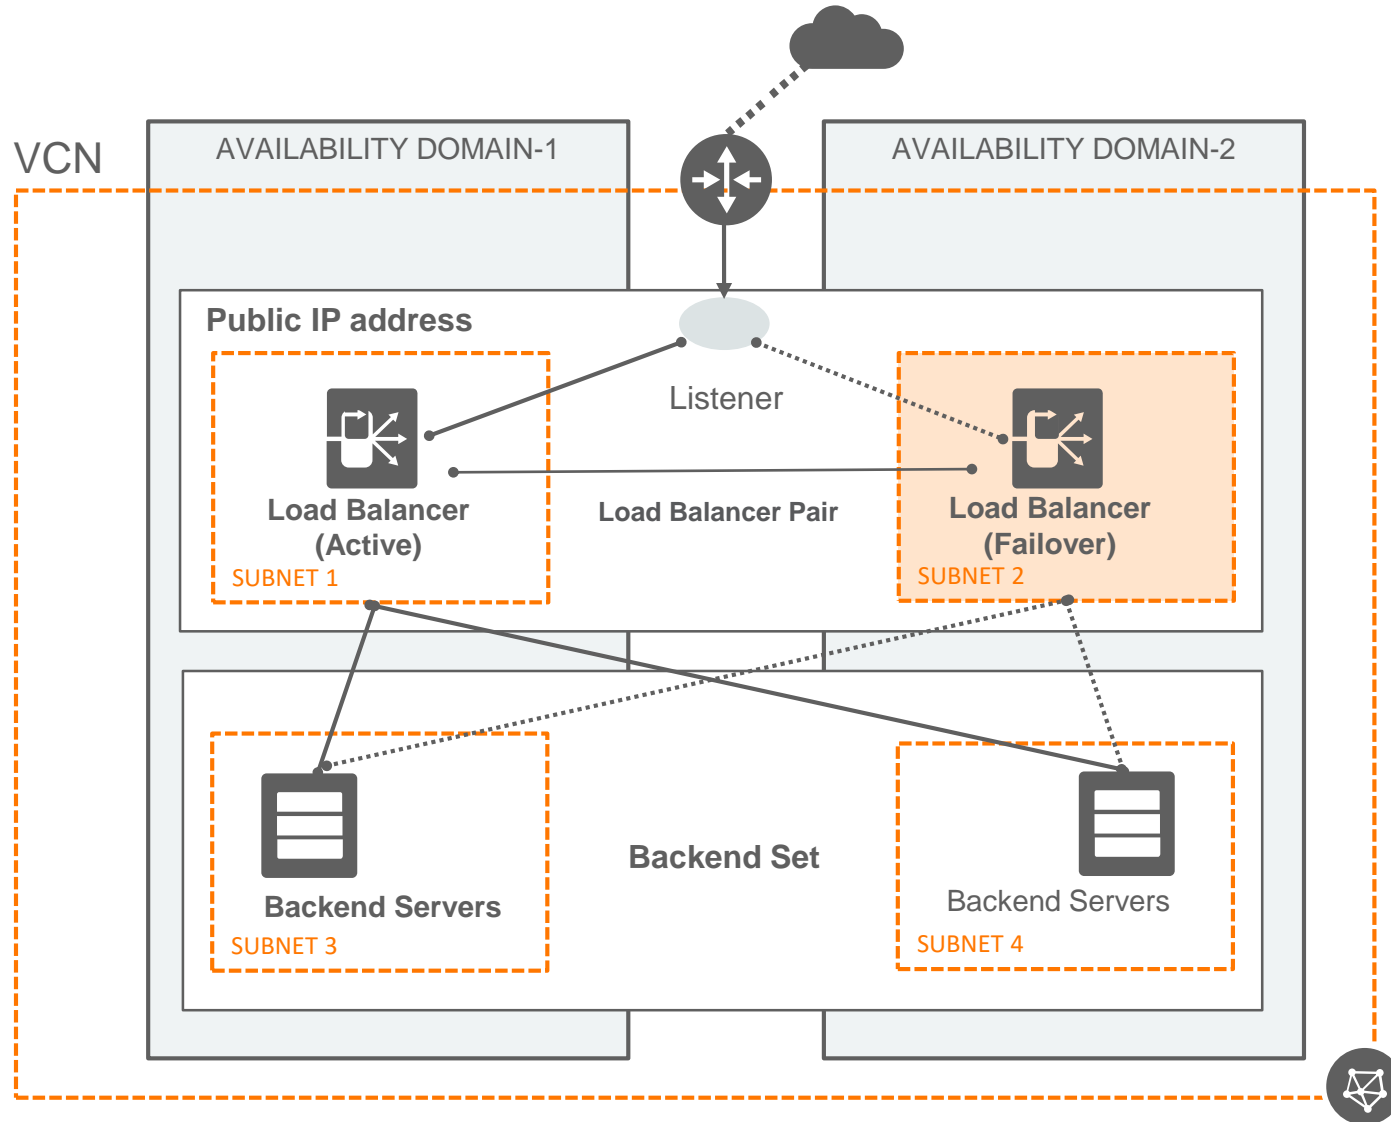 VCN
AVAILABILITY DOMAIN-1
AVAILABILITY DOMAIN-2
Public IP address
Listener
Load Balancer
(Active)
SUBNET 1
Load Balancer Pair
Load Balancer
(Failover)
SUBNET 2
Backend Set
Backend Servers
SUBNET 3
Backend Servers
SUBNET 4